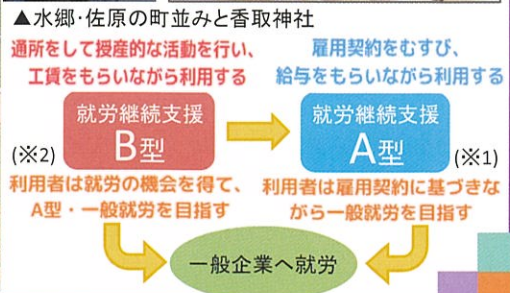 ▲水郷・佐原の町並みと香取神社
通所をして授産的な活動を行い、
工賃をもらいながら利用する
雇用契約をむすび、
給与をもらいながら利用する
就労継続支援
B型
(※2)
就労継続支援
A型
(※1)
利用者は就労の機会を得て、
A型・一般就労を目指す
利用者は雇用契約に基づきな
がら一般就労を目指す
一般企業へ就労